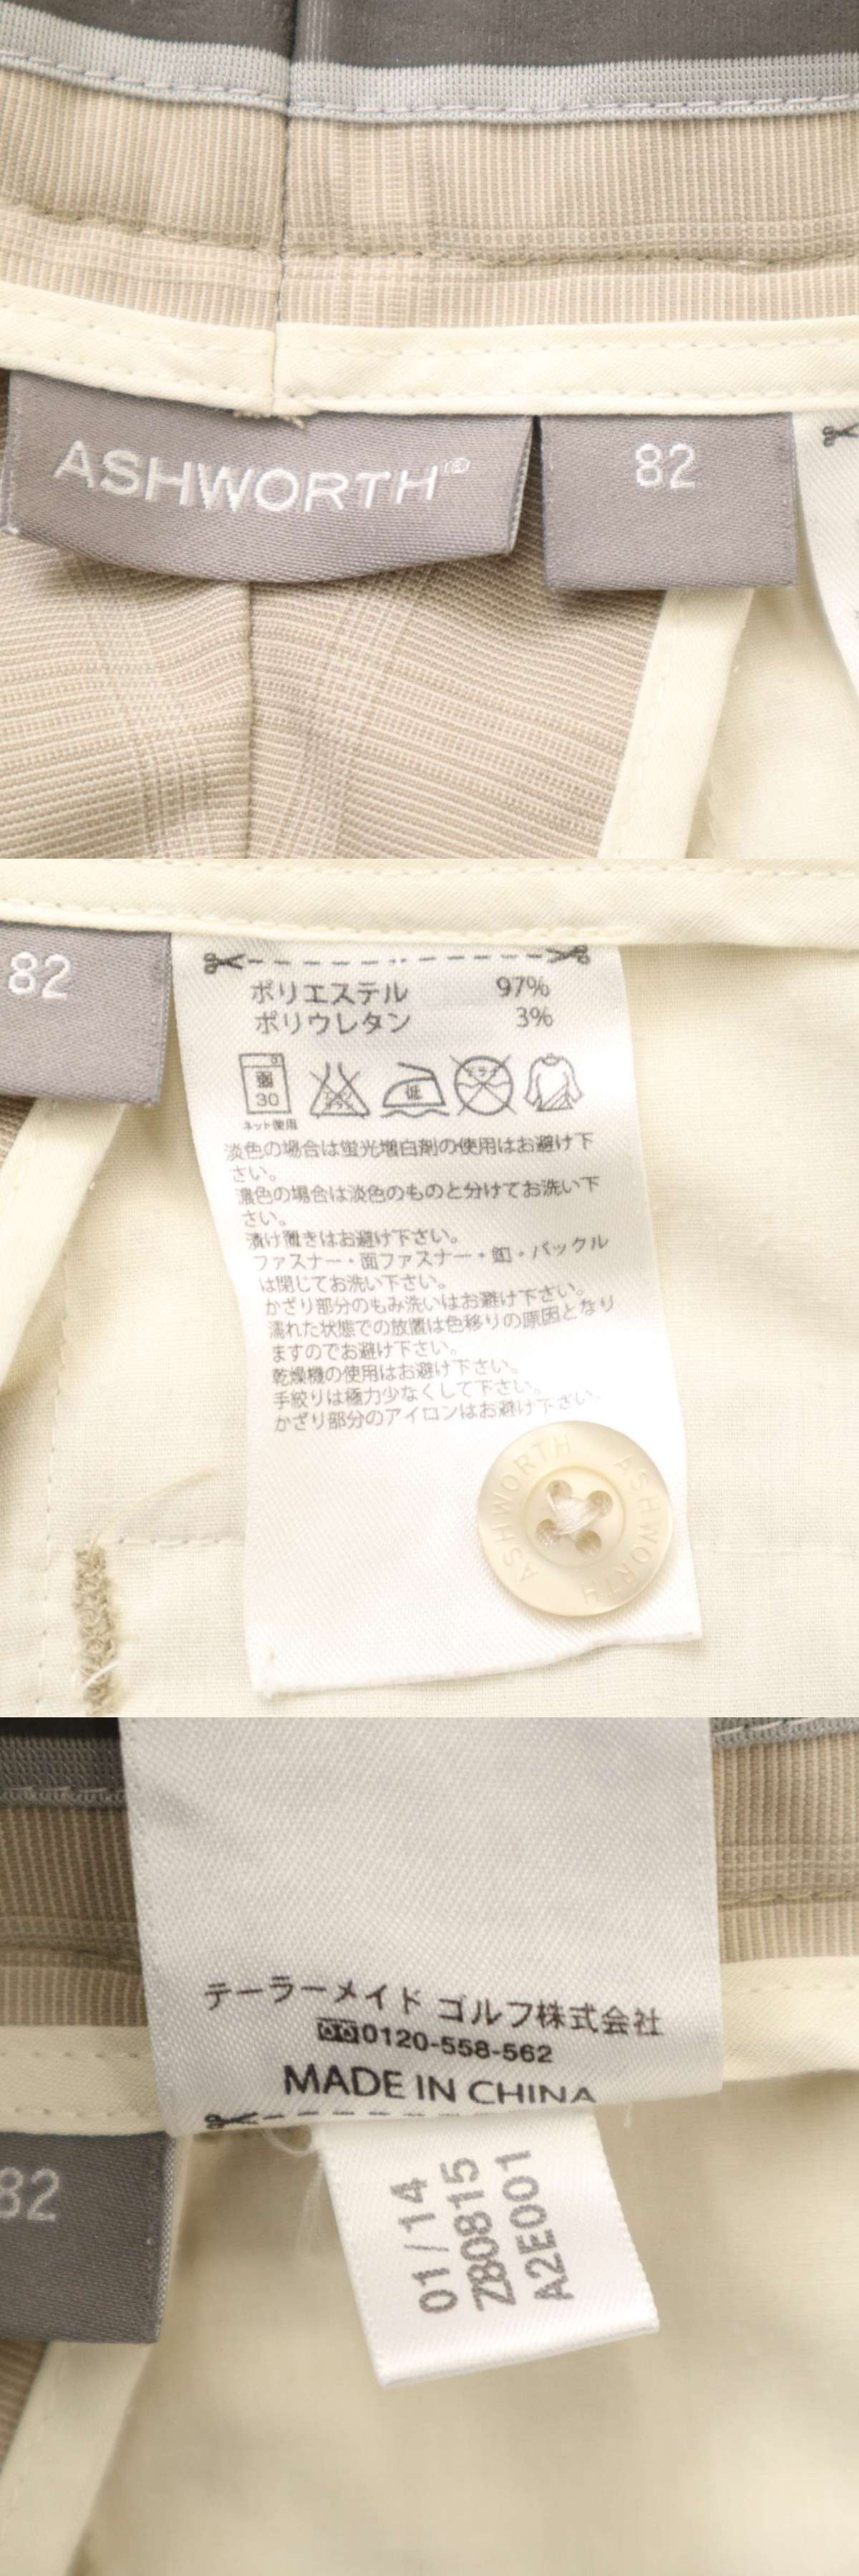 ASHWORTH®
82
82
ポリエステル 97%
ポリウレタン 3%
弱
30
ネット使用
低
ドライ
淡色の場合は蛍光増白剤の使用はお避け下
さい。
濃色の場合は淡色のものと分けてお洗い下
さい。
漬け置きはお避け下さい。
ファスナー・面ファスナー・釦・バックル
は閉じてお洗い下さい。
かざり部分のもみ洗いはお避け下さい。
濡れた状態での放置は色移りの原因となり
ますのでお避け下さい。
乾燥機の使用はお避け下さい。
手絞りは極力少なくして下さい。
かざり部分のアイロンはお避け下さい。
ASHWORTH ASHWORTH ASHWORTH
テーラーメイド ゴルフ株式会社
0120-558-562
MADE IN CHINA
82
01/14
Z80815
A2E001